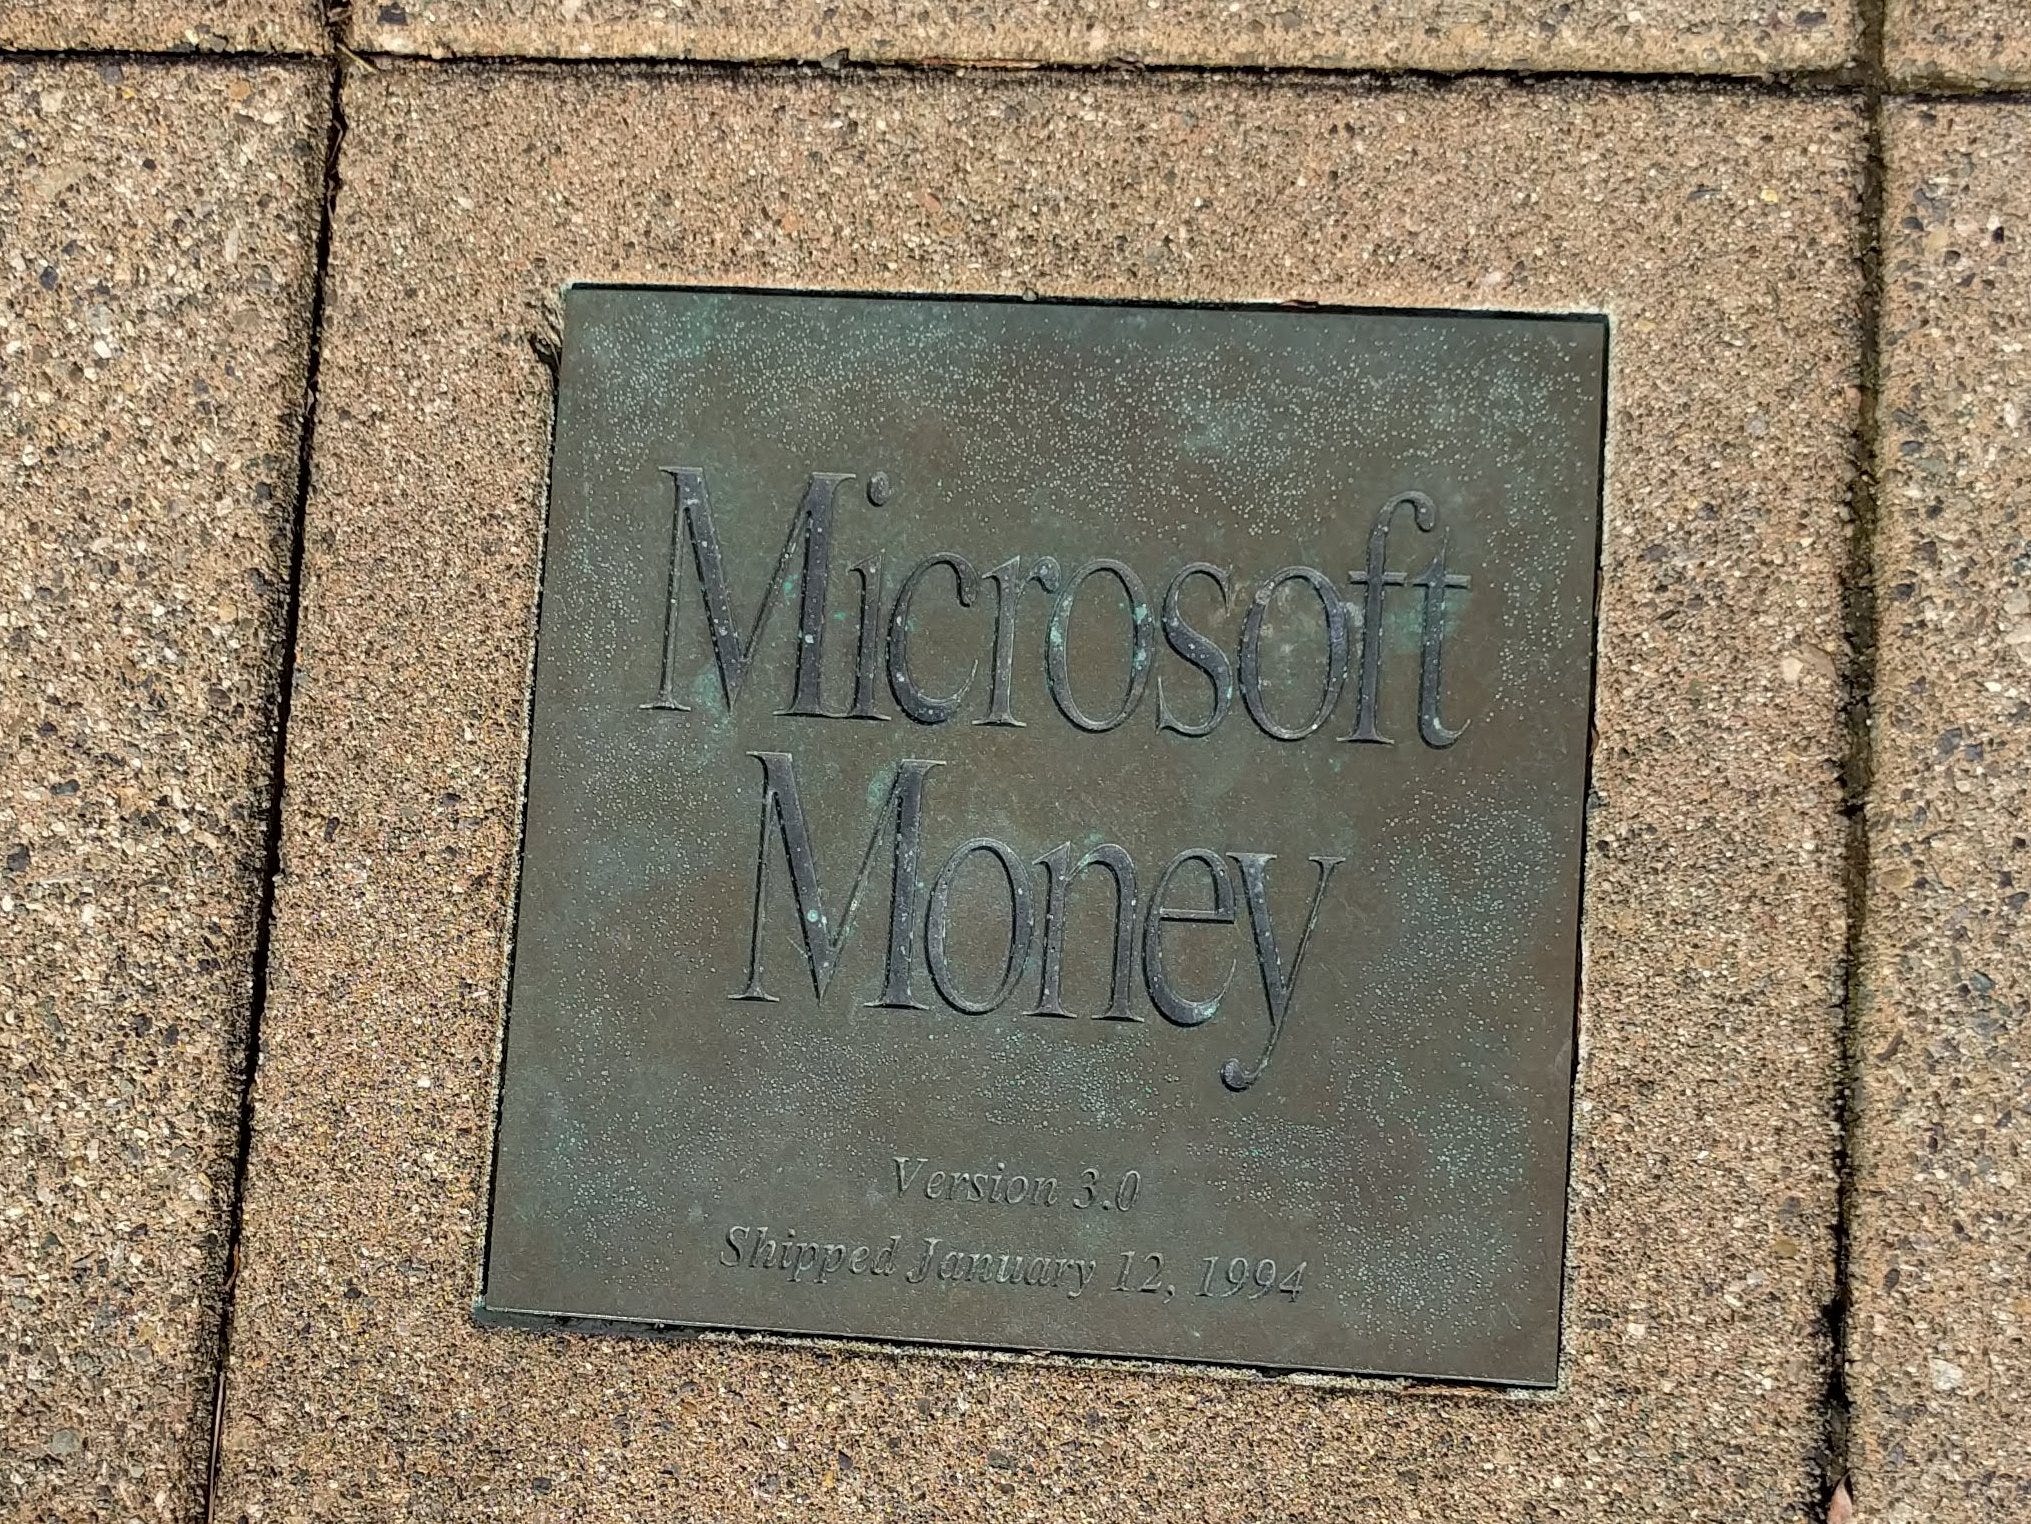 Microsoft
Money
Version 3.0
Shipped January 12, 1994